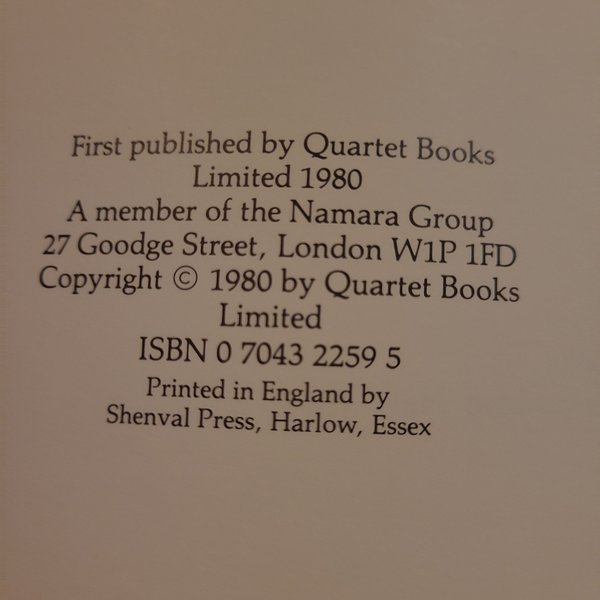 First published by Quartet Books
Limited 1980
A member of the Namara Group
27 Goodge Street, London W1P 1FD
Copyright © 1980 by Quartet Books
Limited
ISBN 0 7043 2259 5
Printed in England by
Shenval Press, Harlow, Essex